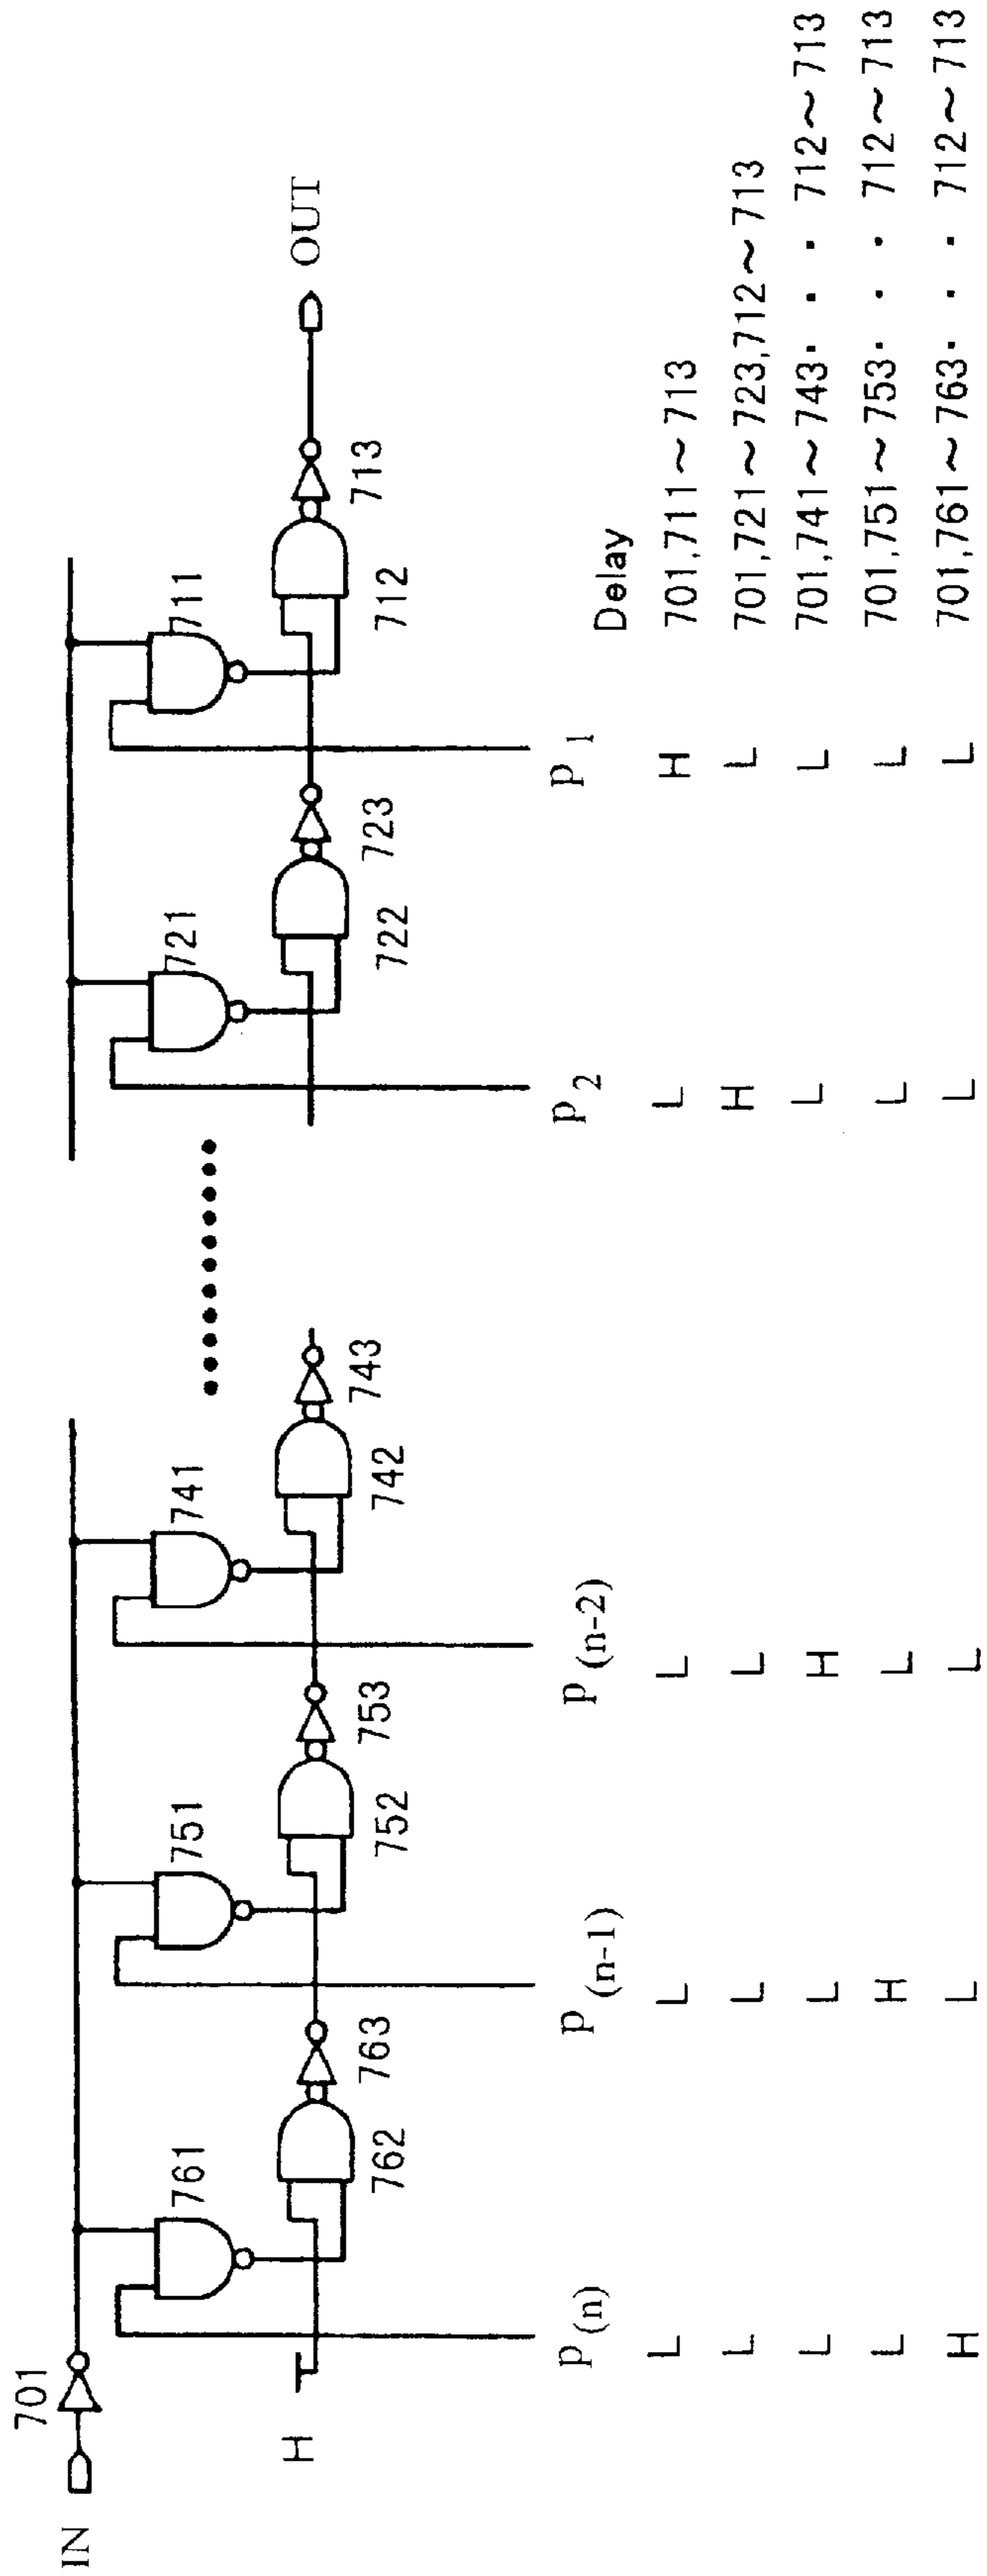 IN
701
H
761
751
741
721
711
762
763
752
753
742
743
722
723
712
713
OUT
P(n) P(n-1) P(n-2) P2 P1 Delay
L L L L H 701,711~713
L L L H L 701,721~723,712~713
L L H L L 701,741~743・・・712~713
L H L L L 701,751~753・・・712~713
H L L L L 701,761~763・・・712~713